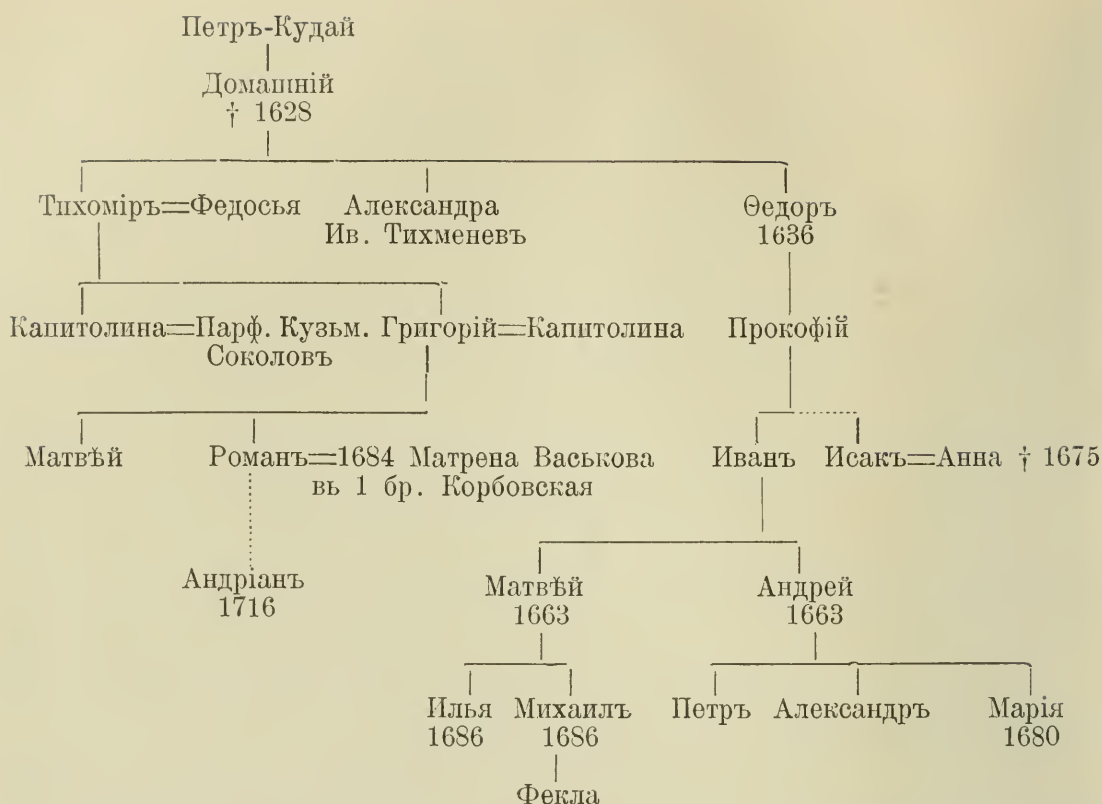 Петръ-Кудай
Домашній
† 1628
Тихоміръ=Федосья Александра Ѳедоръ
Ив. Тихменевъ 1636
Капитолина=Парф. Кузьм. Григорій=Капитолина Прокофій
Соколовъ
Матвѣй Романъ=1684 Матрена Васькова Иванъ Исакъ=Анна † 1675
вь 1 бр. Корбовская
Андріанъ Матвѣй Андрей
1716 1663 1663
Илья Михаилъ Петръ Александръ Марія
1686 1686 1680
Фекла